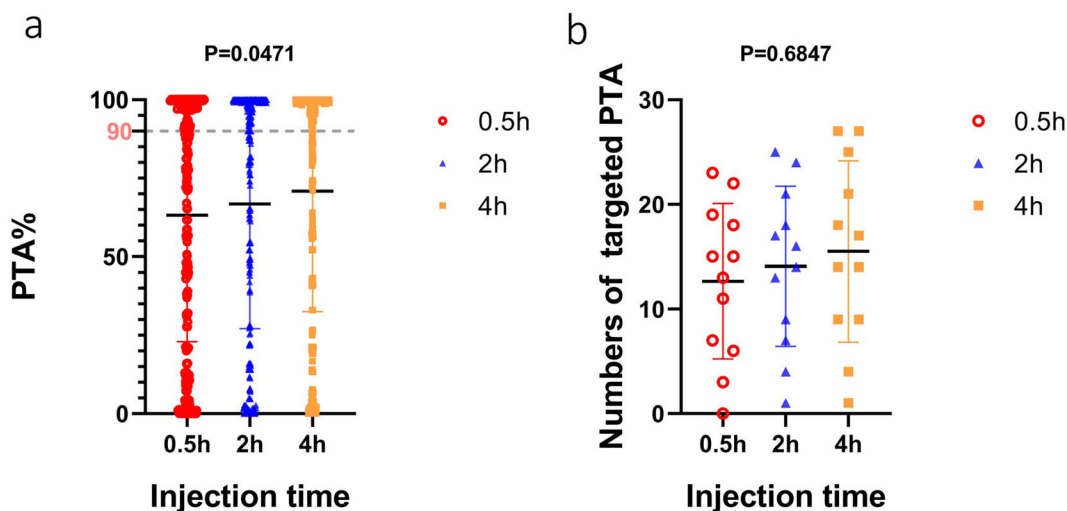 a
P=0.0471
PTA%
100
90
50
0
0.5h
2h
4h
Injection time
0.5h
2h
4h
b
P=0.6847
Numbers of targeted PTA
30
20
10
0
0.5h
2h
4h
Injection time
0.5h
2h
4h